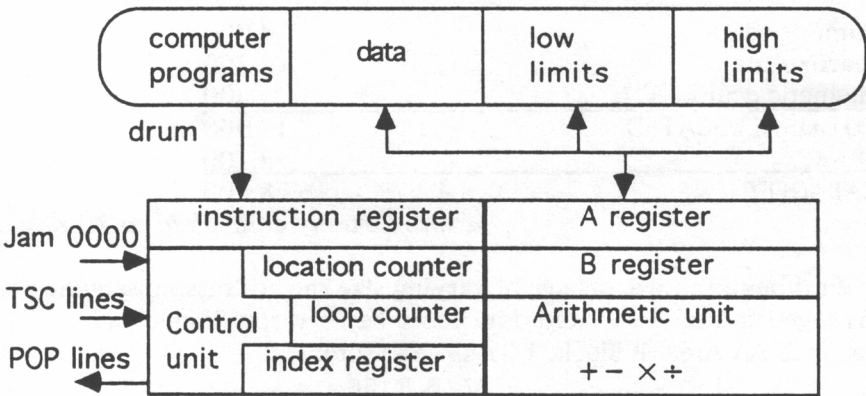 computer
programs
data
low
limits
high
limits
drum
instruction register
A register
Jam 0000
location counter
B register
TSC lines
loop counter
Arithmetic unit
Control
unit
POP lines
index register
+ − × ÷